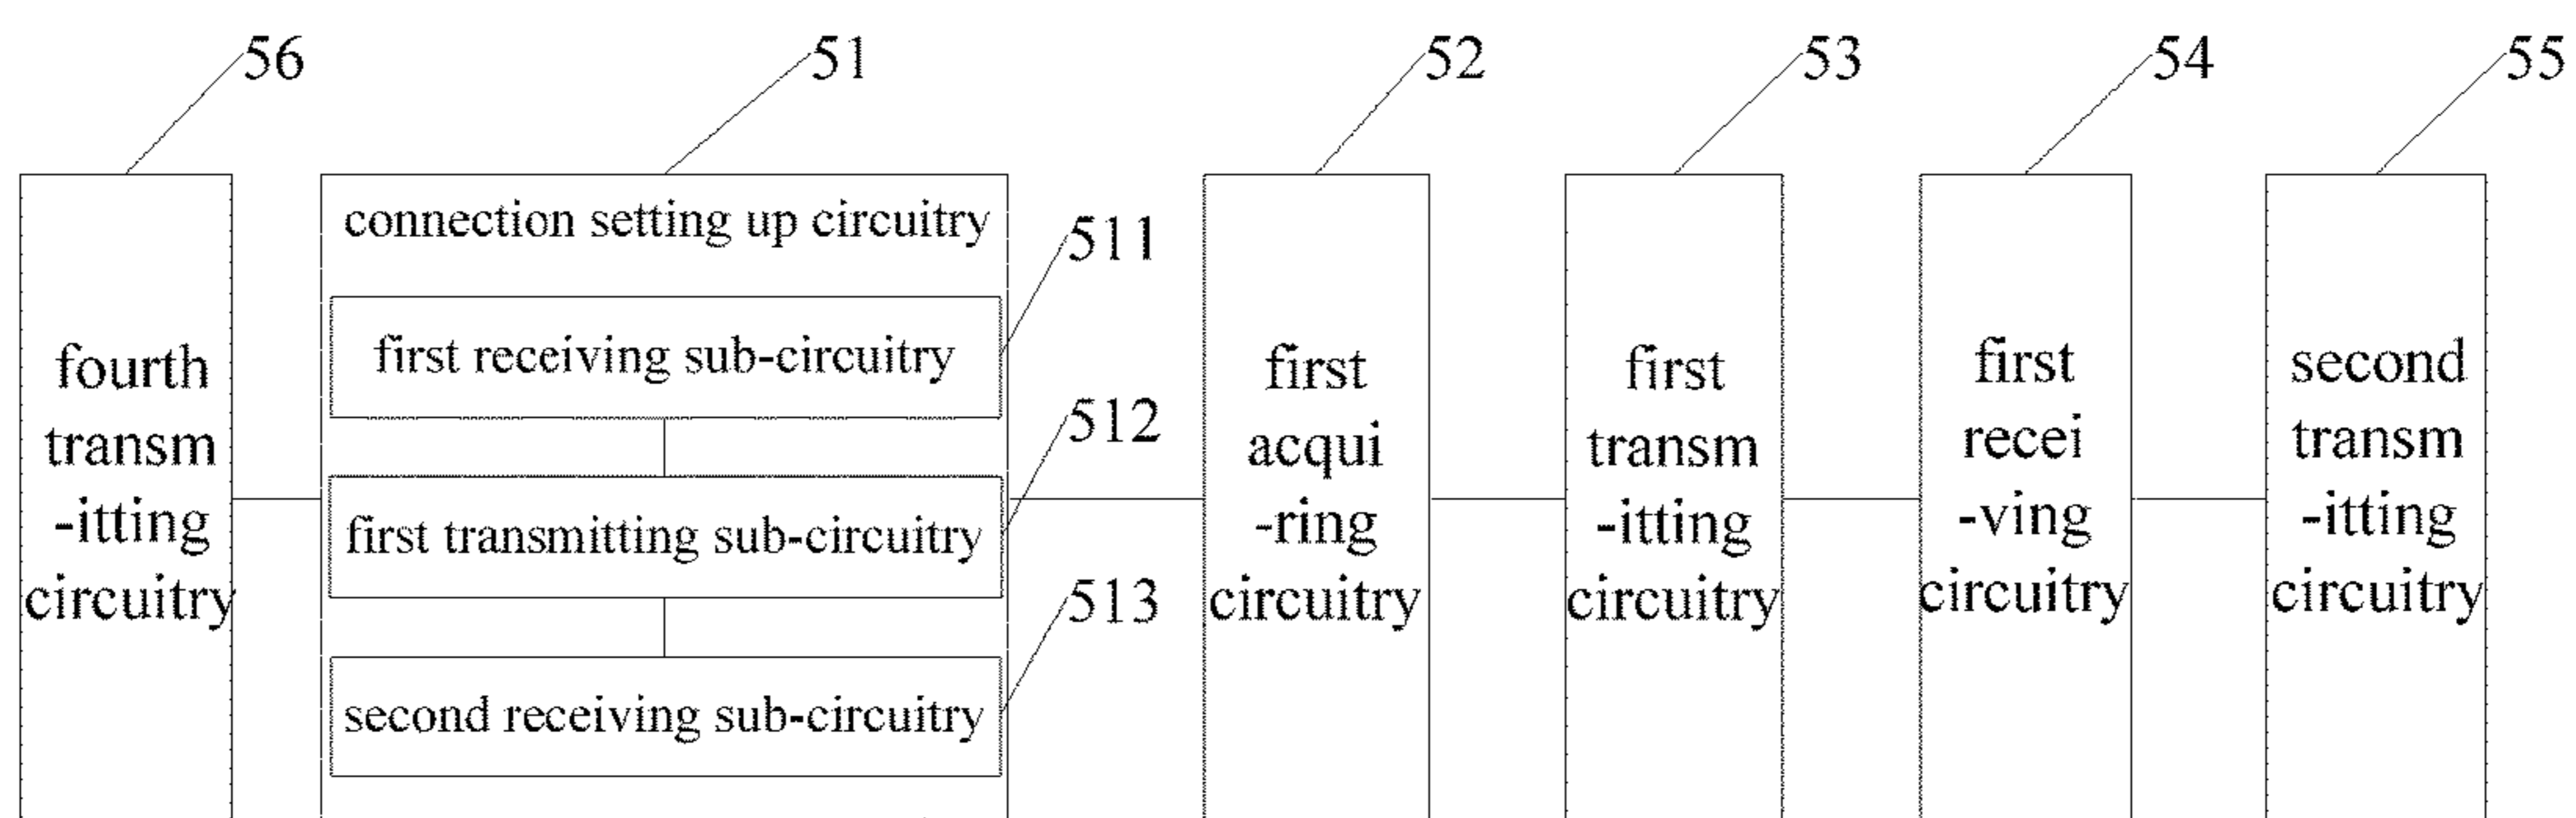 56
51
52
53
54
55
fourth
transm
-itting
circuitry
connection setting up circuitry
511
first receiving sub-circuitry
512
first transmitting sub-circuitry
513
second receiving sub-circuitry
first
acqui
-ring
circuitry
first
transm
-itting
circuitry
first
recei
-ving
circuitry
second
transm
-itting
circuitry